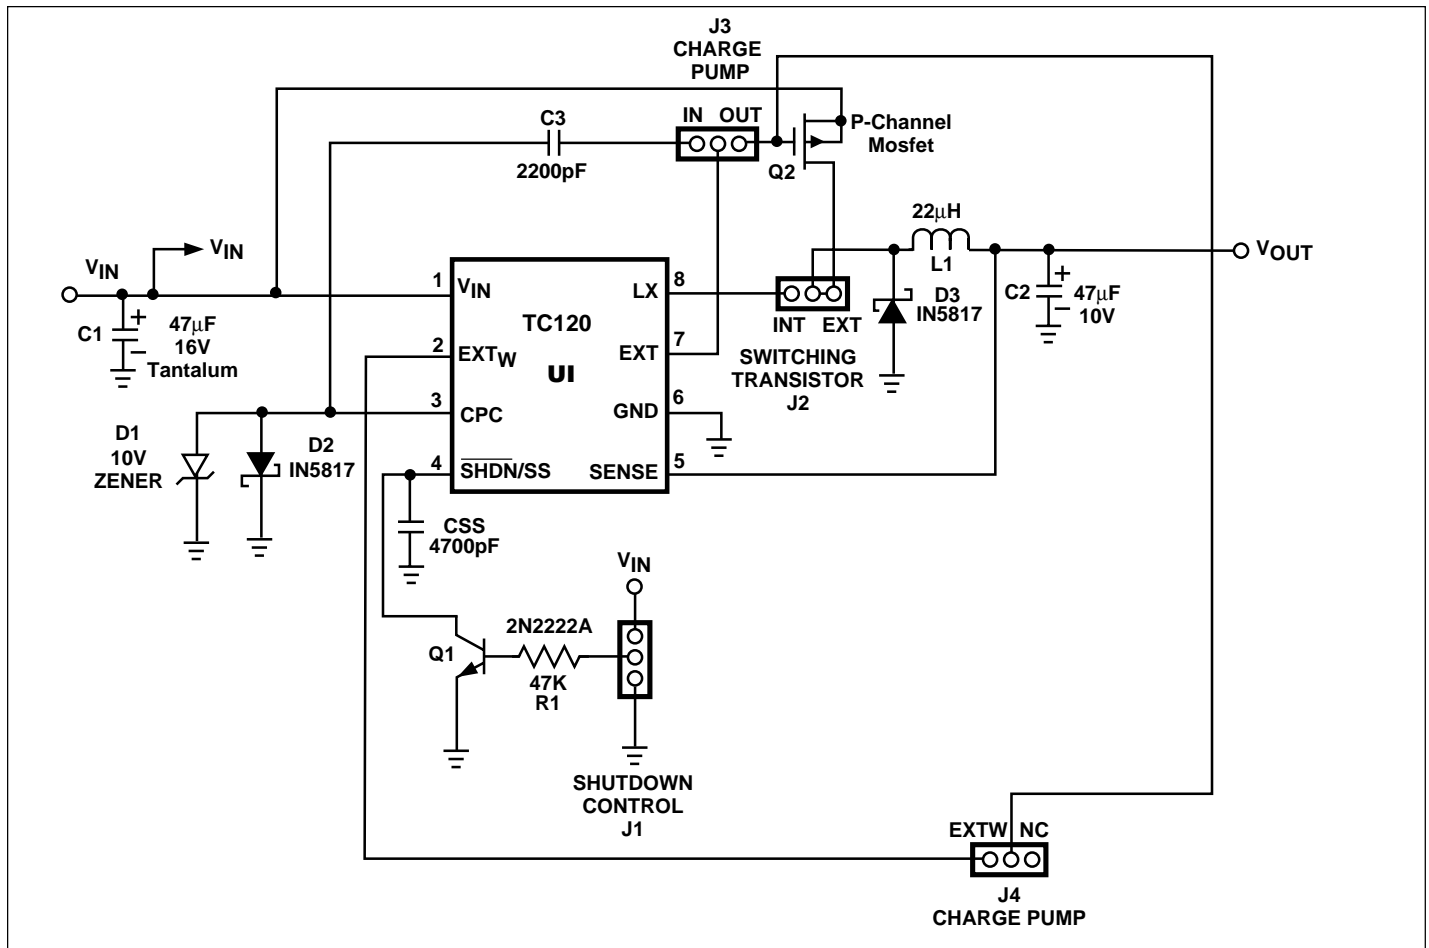 J3
CHARGE
PUMP
C3
2200pF
IN OUT
P-Channel
Mosfet
Q2
22μH
L1
VOUT
VIN
VIN
C1
47μF
16V
Tantalum
1
VIN
2
EXTW
3
CPC
4
SHDN/SS
TC120
UI
8
LX
7
EXT
6
GND
5
SENSE
INT EXT
SWITCHING
TRANSISTOR
J2
D3
IN5817
C2
47μF
10V
D1
10V
ZENER
D2
IN5817
CSS
4700pF
VIN
2N2222A
Q1
47K
R1
SHUTDOWN
CONTROL
J1
EXTW NC
J4
CHARGE PUMP